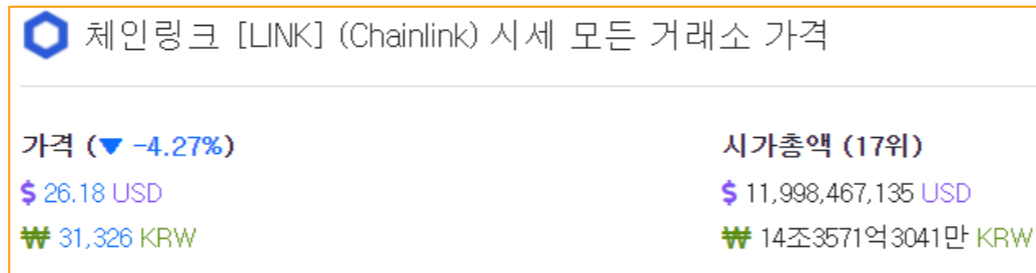 체인링크 [LINK] (Chainlink) 시세 모든 거래소 가격
가격 (▼ -4.27%)
$ 26.18 USD
₩ 31,326 KRW
시가총액 (17위)
$ 11,998,467,135 USD
₩ 14조3571억3041만 KRW